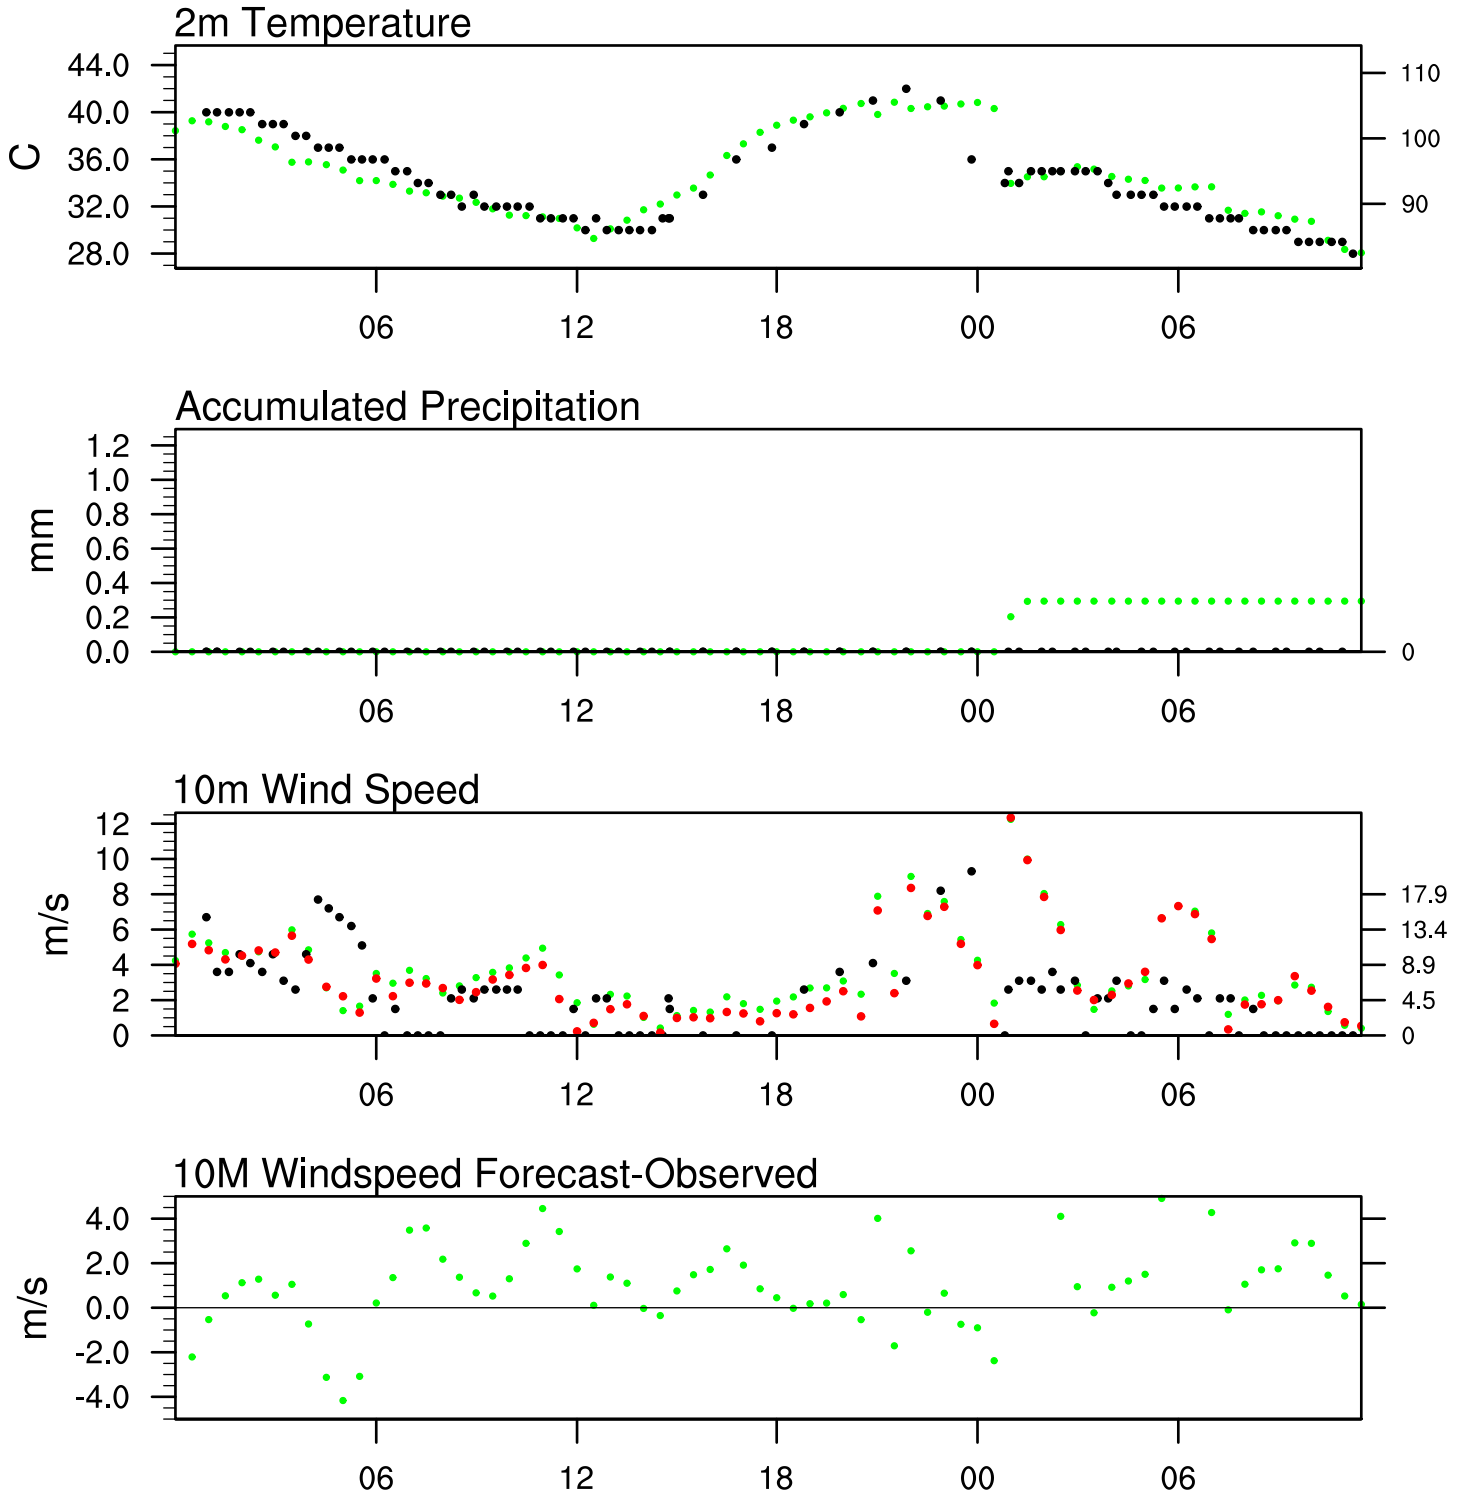 2m Temperature
44.0
40.0
36.0
32.0
28.0
C
110
100
90
06 12 18 00 06
Accumulated Precipitation
1.2
1.0
0.8
0.6
0.4
0.2
0.0
mm
0
06 12 18 00 06
10m Wind Speed
12
10
8
6
4
2
0
m/s
17.9
13.4
8.9
4.5
0
06 12 18 00 06
10M Windspeed Forecast-Observed
4.0
2.0
0.0
-2.0
-4.0
m/s
06 12 18 00 06